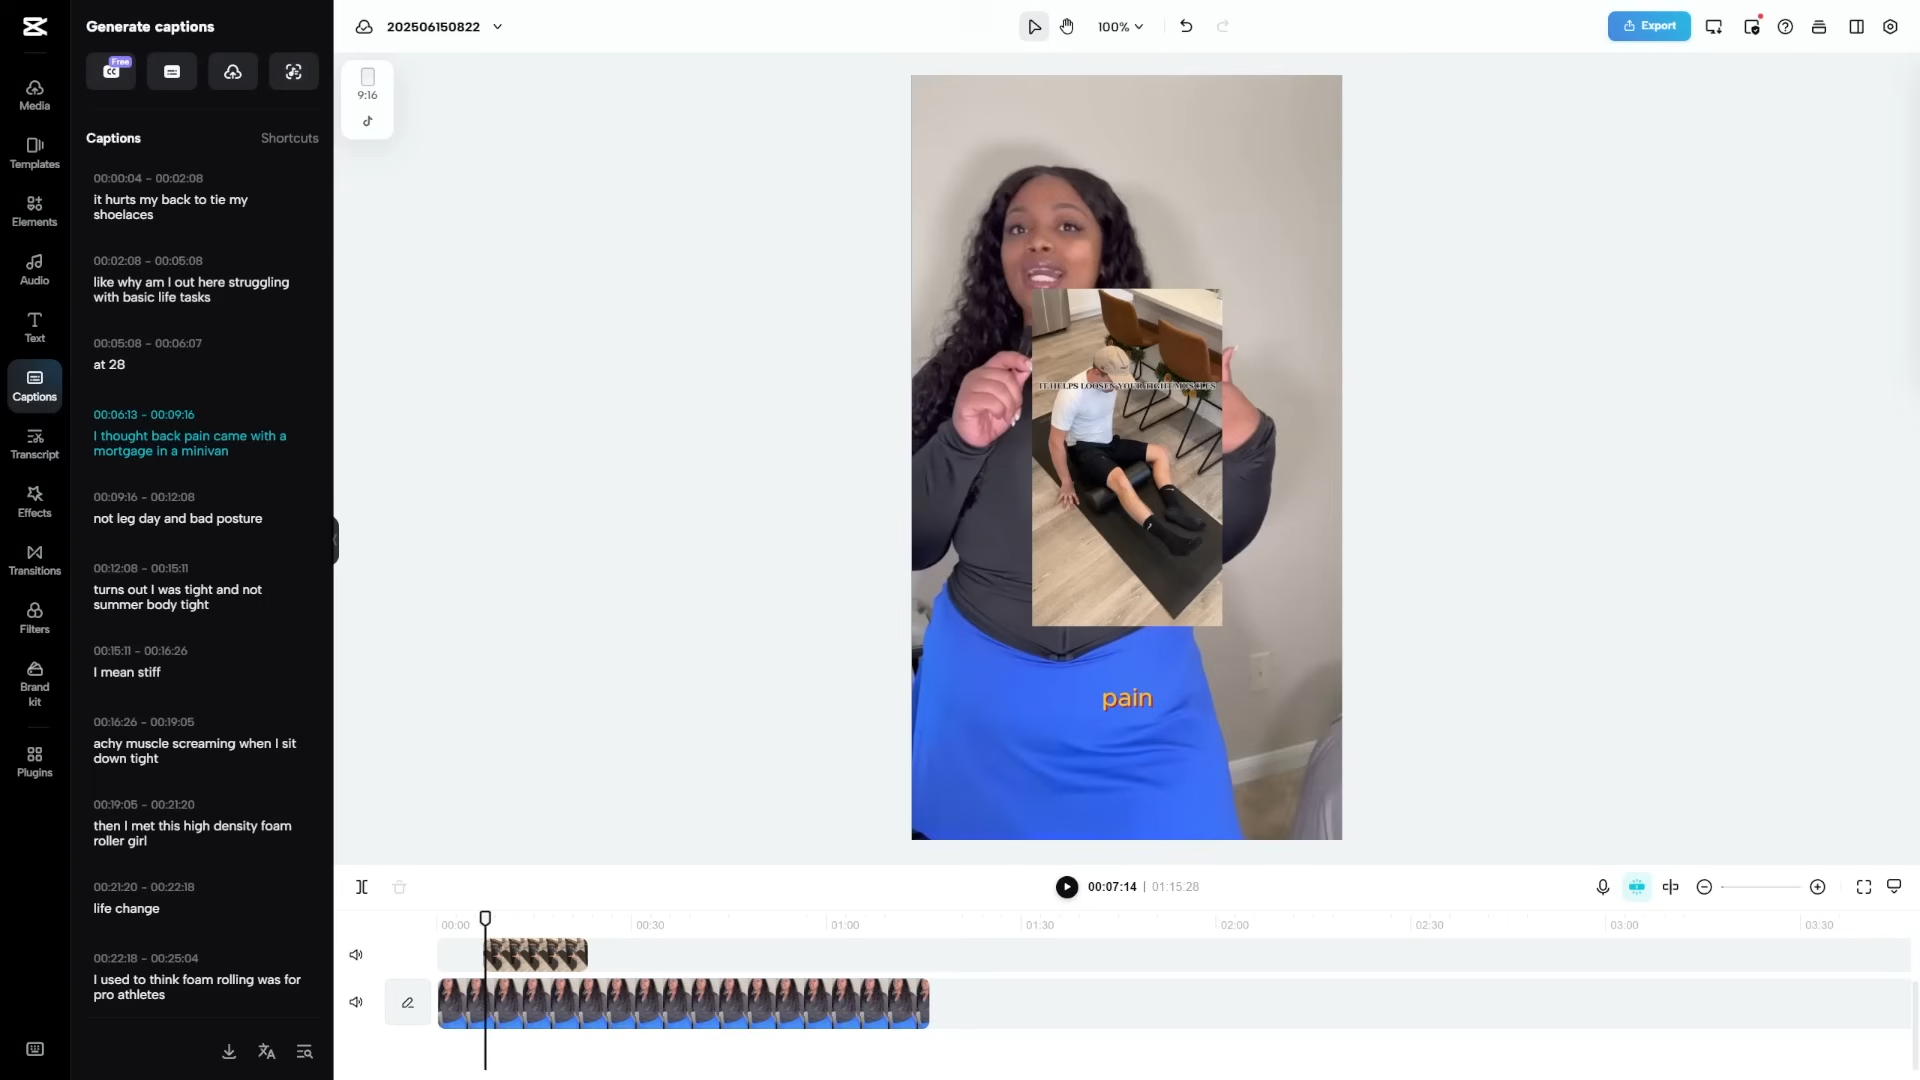 Generate captions
202506150822
100%
Export
Free
CC
9:16
Media
Templates
Elements
Audio
Text
Captions
Transcript
Effects
Transitions
Filters
Brand
kit
Plugins
Captions
Shortcuts
00:00:04 – 00:02:08
it hurts my back to tie my
shoelaces
00:02:08 – 00:05:08
like why am I out here struggling
with basic life tasks
00:05:08 – 00:06:07
at 28
00:06:13 – 00:09:16
I thought back pain came with a
mortgage in a minivan
00:09:16 – 00:12:08
not leg day and bad posture
00:12:08 – 00:15:11
turns out I was tight and not
summer body tight
00:15:11 – 00:16:26
I mean stiff
00:16:26 – 00:19:05
achy muscle screaming when I sit
down tight
00:19:05 – 00:21:20
then I met this high density foam
roller girl
00:21:20 – 00:22:18
life change
00:22:18 – 00:25:04
I used to think foam rolling was for
pro athletes
IT HELPS LOOSEN YOUR TIGHT MUSCLES
pain
00:07:14 | 01:15:28
00:00
00:30
01:00
01:30
02:00
02:30
03:00
03:30